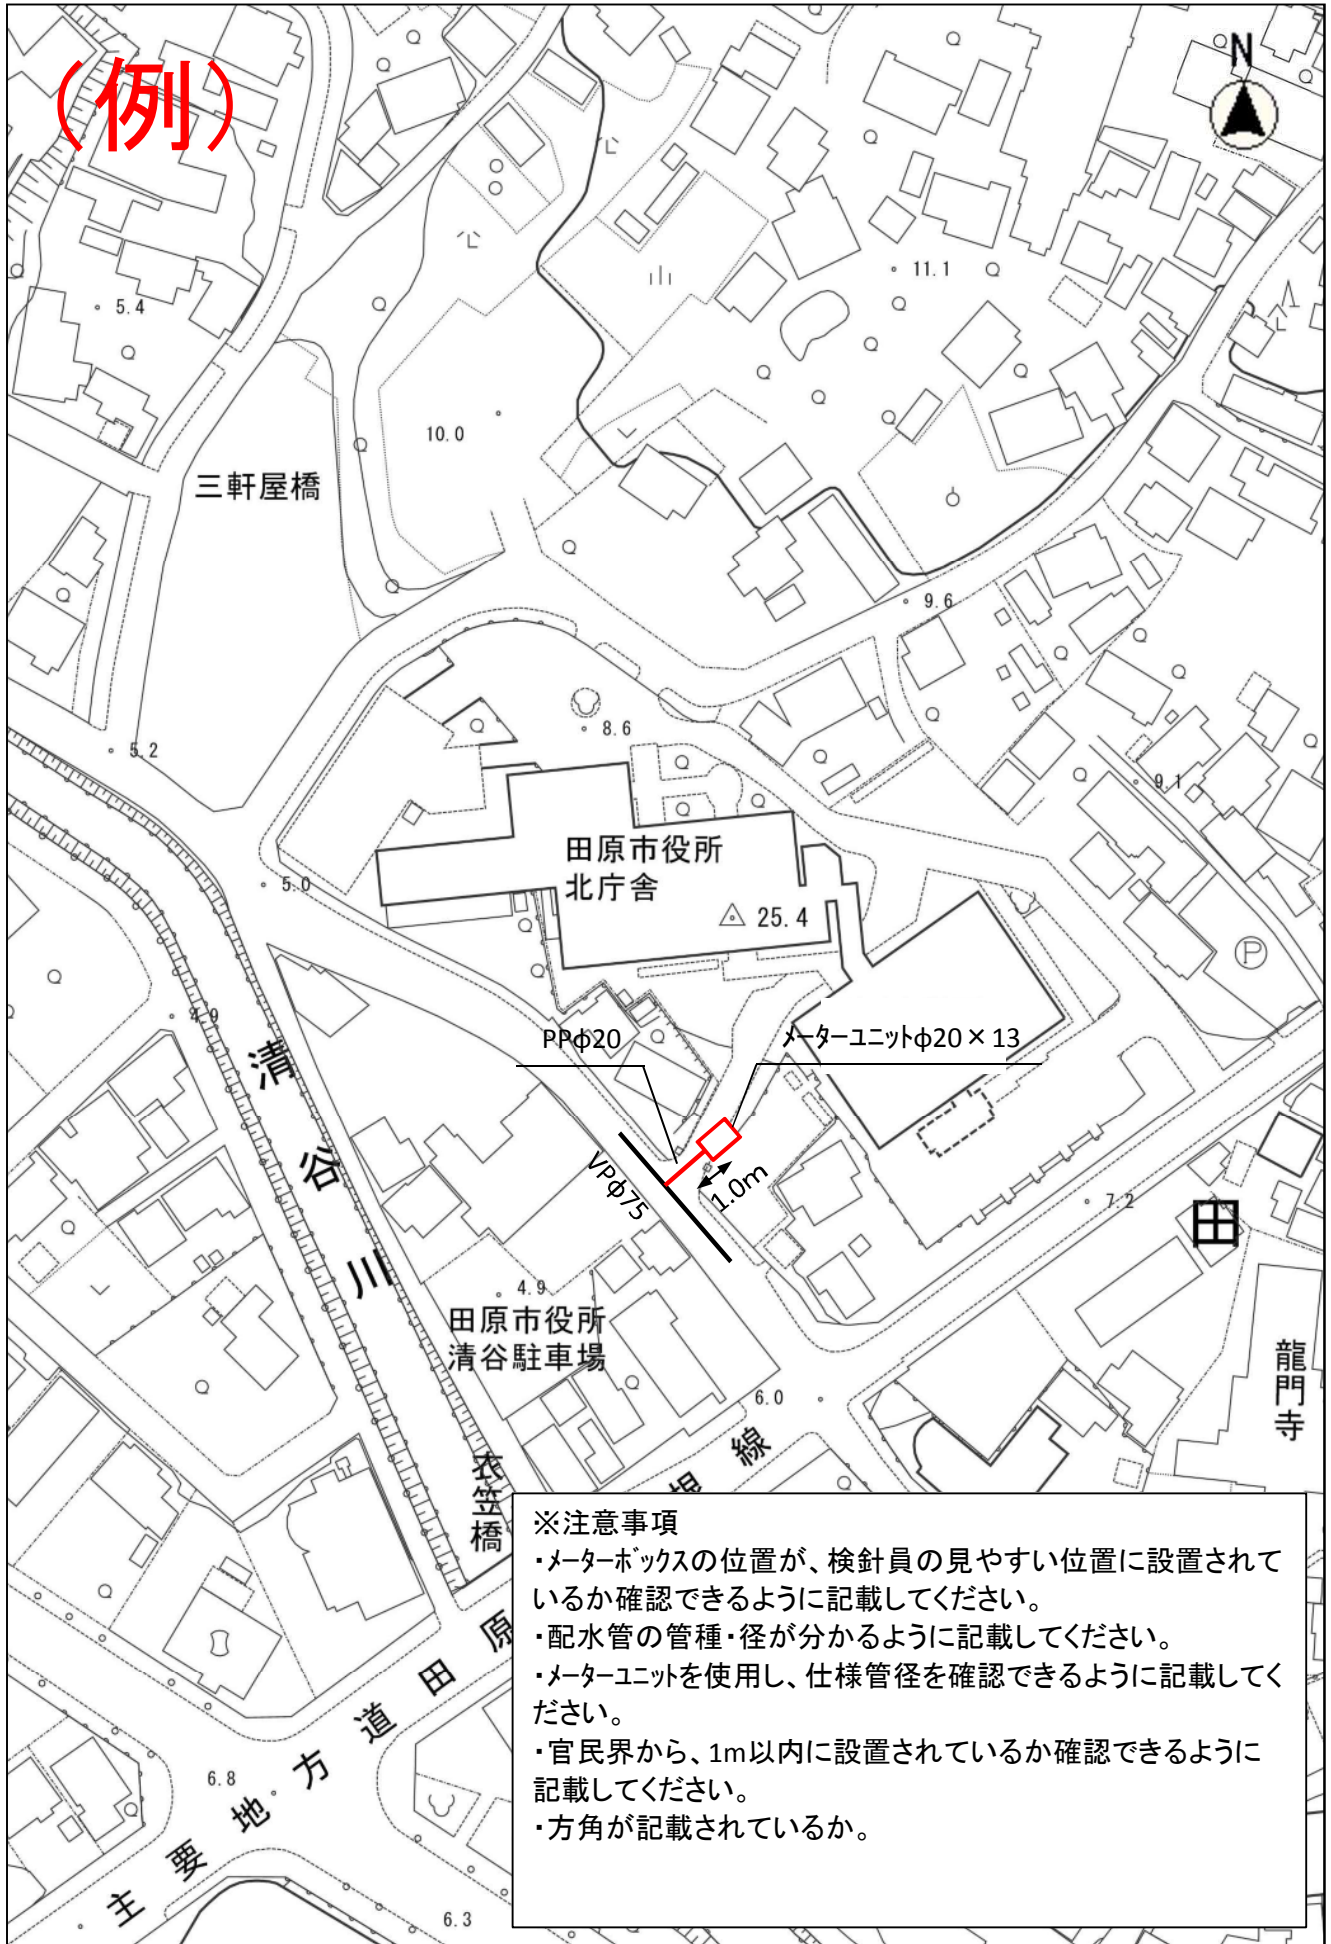 (例)
N
5.4
11.1
10.0
三軒屋橋
9.6
8.6
5.2
9.1
田原市役所
北庁舎
5.0
25.4
P
4.9
PPφ20
メーターユニットφ20×13
清谷川
VPφ75
1.0m
7.2
田
4.9
田原市役所
清谷駐車場
龍門寺
6.0
線
衣笠橋
主要地方道田原
6.8
6.3
※注意事項
・メーターボックスの位置が、検針員の見やすい位置に設置されて
いるか確認できるように記載してください。
・配水管の管種・径が分かるように記載してください。
・メーターユニットを使用し、仕様管径を確認できるように記載してく
ださい。
・官民界から、1m以内に設置されているか確認できるように
記載してください。
・方角が記載されているか。